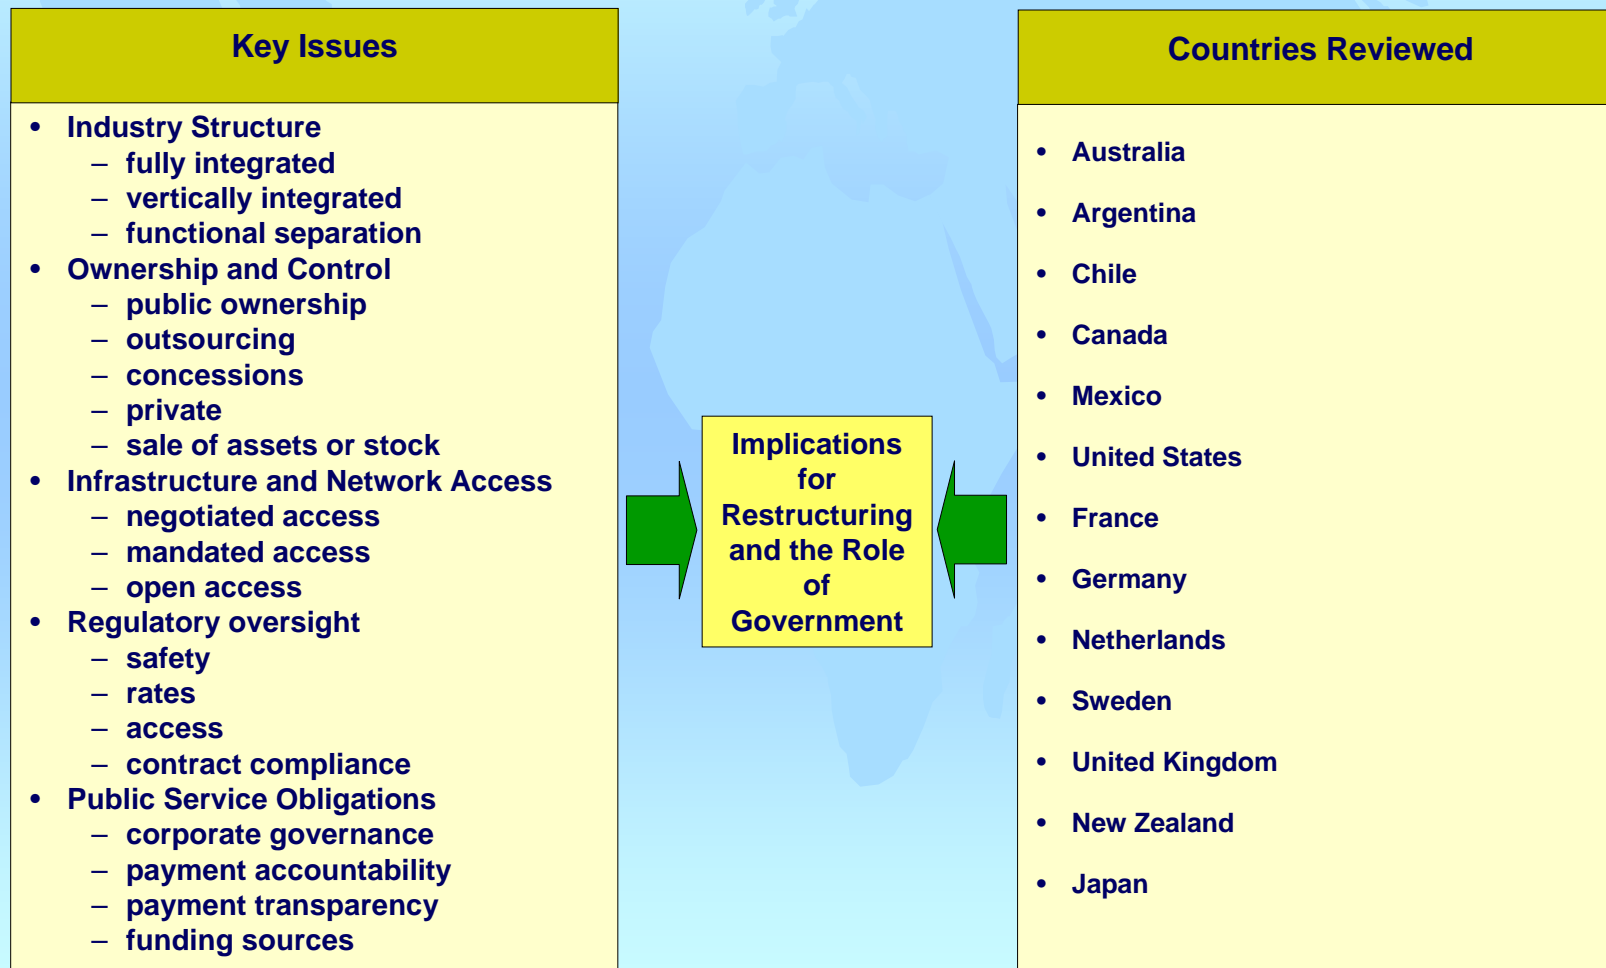 Key Issues
• Industry Structure
– fully integrated
– vertically integrated
– functional separation
• Ownership and Control
– public ownership
– outsourcing
– concessions
– private
– sale of assets or stock
• Infrastructure and Network Access
– negotiated access
– mandated access
– open access
• Regulatory oversight
– safety
– rates
– access
– contract compliance
• Public Service Obligations
– corporate governance
– payment accountability
– payment transparency
– funding sources
Implications
for
Restructuring
and the Role
of
Government
Countries Reviewed
• Australia
• Argentina
• Chile
• Canada
• Mexico
• United States
• France
• Germany
• Netherlands
• Sweden
• United Kingdom
• New Zealand
• Japan